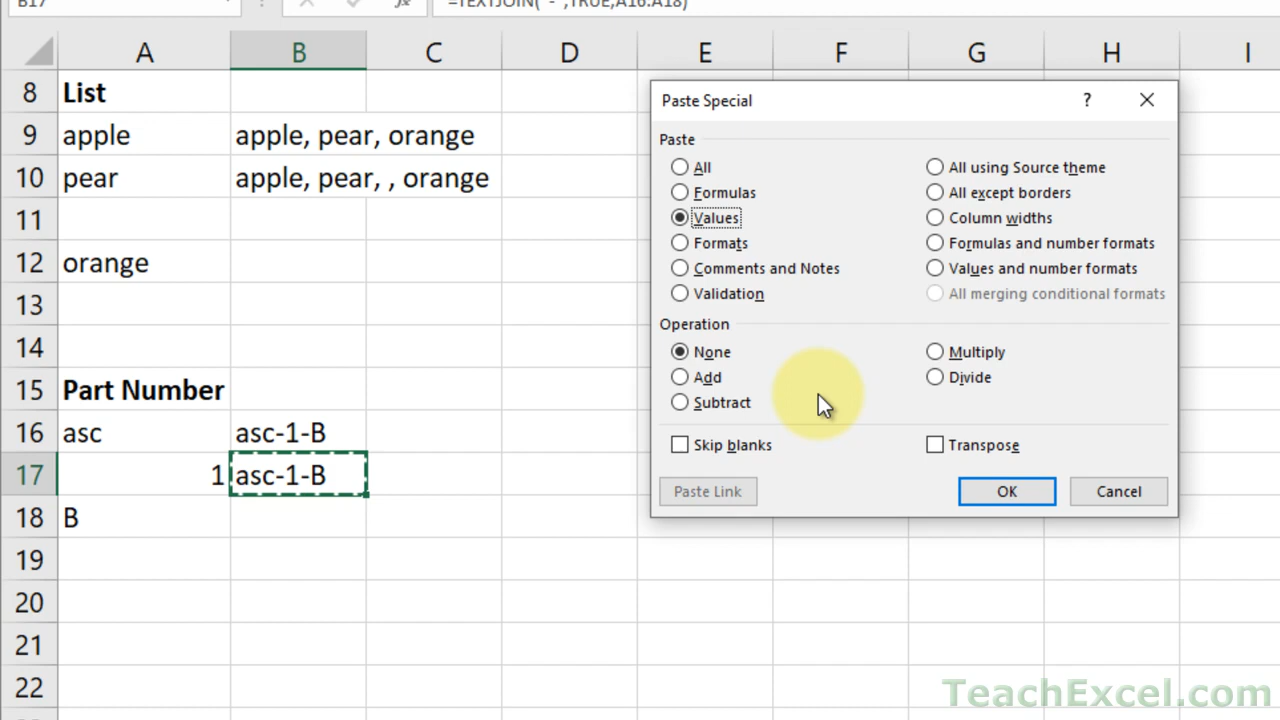 B17 fx =TEXTJOIN("-",TRUE,A16:A18)
A B C D E F G H I
8 List
9 apple apple, pear, orange
10 pear apple, pear, , orange
11
12 orange
13
14
15 Part Number
16 asc asc-1-B
17 1 asc-1-B
18 B
19
20
21
22
Paste Special ?
Paste
All All using Source theme
Formulas All except borders
Values Column widths
Formats Formulas and number formats
Comments and Notes Values and number formats
Validation All merging conditional formats
Operation
None Multiply
Add Divide
Subtract
Skip blanks Transpose
Paste Link OK Cancel
TeachExcel.com